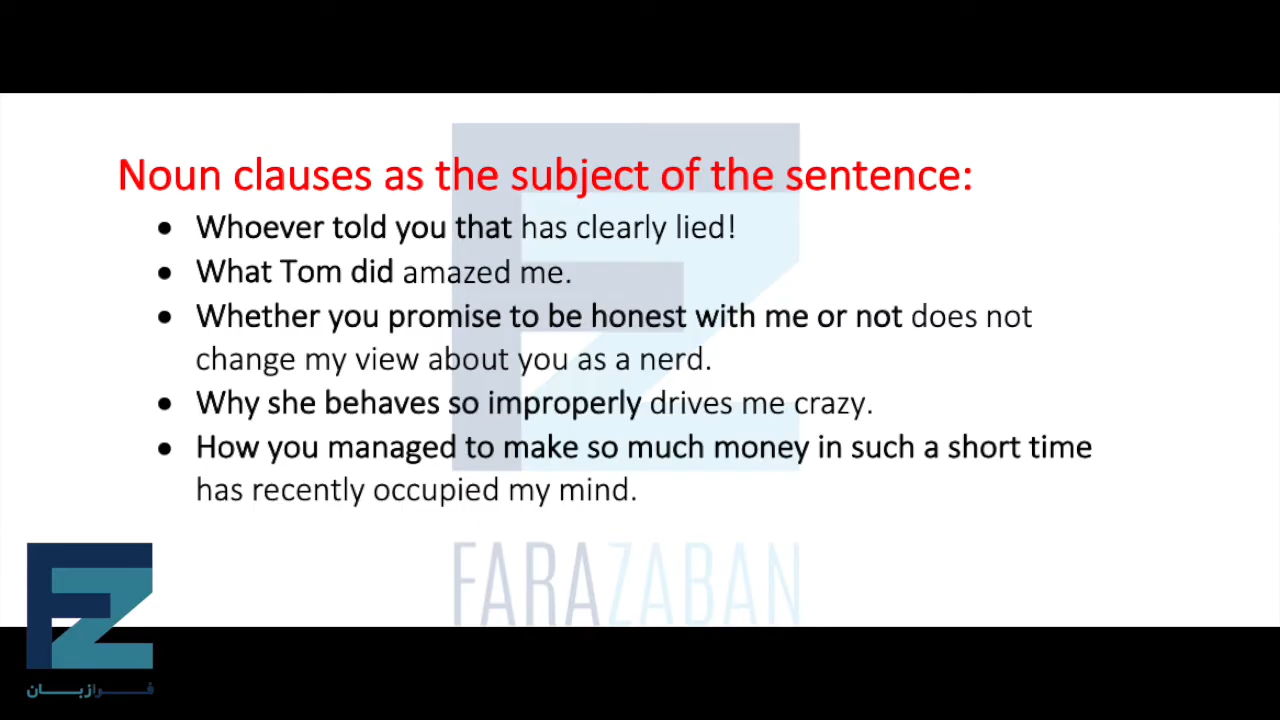 Noun clauses as the subject of the sentence:
• Whoever told you that has clearly lied!
• What Tom did amazed me.
• Whether you promise to be honest with me or not does not
change my view about you as a nerd.
• Why she behaves so improperly drives me crazy.
• How you managed to make so much money in such a short time
has recently occupied my mind.
FARAZABAN
FZ
فرازبان